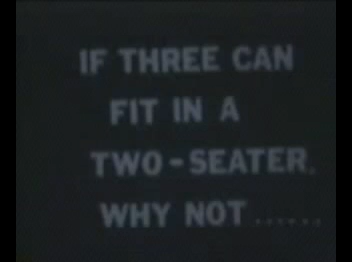 IF THREE CAN
FIT IN A
TWO-SEATER,
WHY NOT......